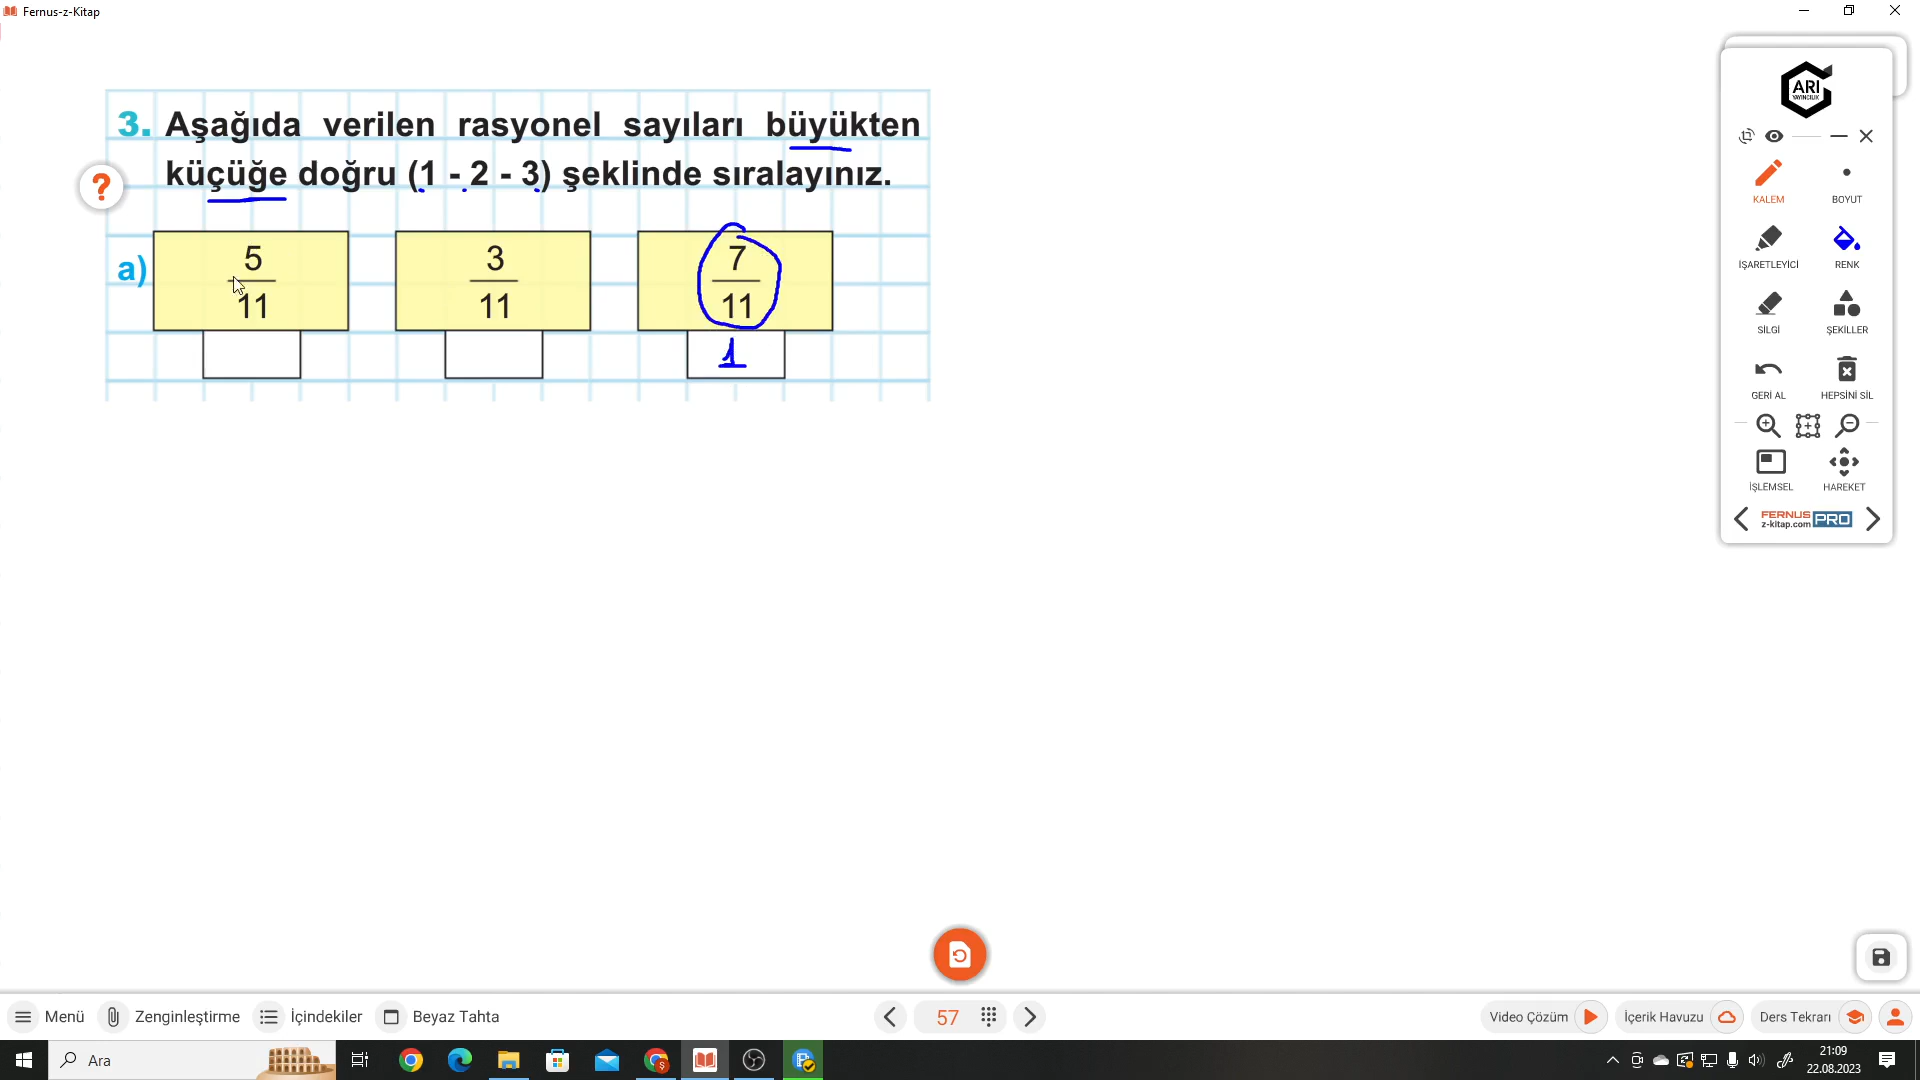 Fernus-z-Kitap
ARI
YAYINCILIK
3. Aşağıda verilen rasyonel sayıları büyükten
küçüğe doğru (1 - 2 - 3) şeklinde sıralayınız.
?
a)
5
11
3
11
7
11
1
KALEM
BOYUT
İŞARETLEYİCİ
RENK
SİLGİ
ŞEKİLLER
GERİ AL
HEPSİNİ SİL
İŞLEMSEL
HAREKET
FERNUS
z-kitap.com PRO
Menü
Zenginleştirme
İçindekiler
Beyaz Tahta
57
Video Çözüm
İçerik Havuzu
Ders Tekrarı
Ara
21:09
22.08.2023